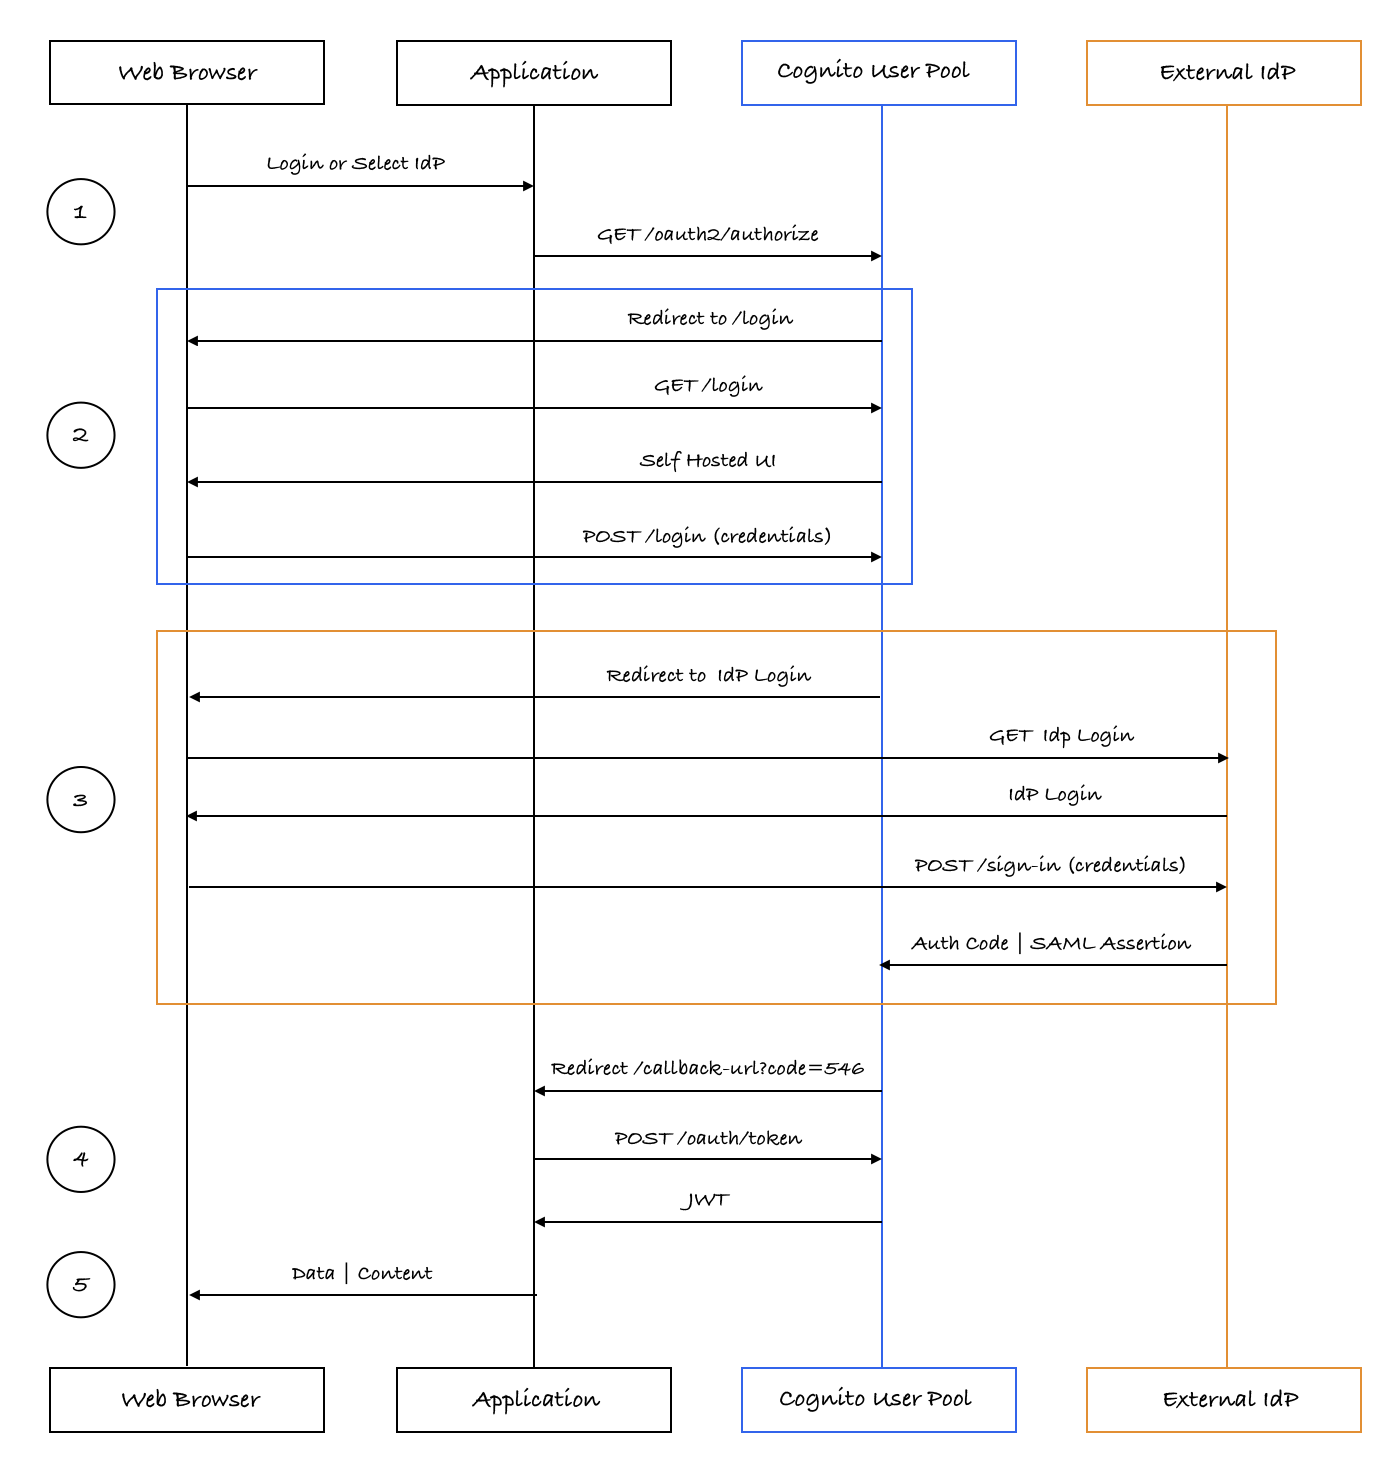 Web Browser
Application
Cognito User Pool
External IdP
Login or Select IdP
1
GET /oauth2/authorize
Redirect to /login
GET /login
2
Self Hosted UI
POST /login (credentials)
Redirect to IdP Login
GET Idp Login
3
IdP Login
POST /sign-in (credentials)
Auth Code | SAML Assertion
Redirect /callback-url?code=546
POST /oauth/token
4
JWT
Data | Content
5
Web Browser
Application
Cognito User Pool
External IdP